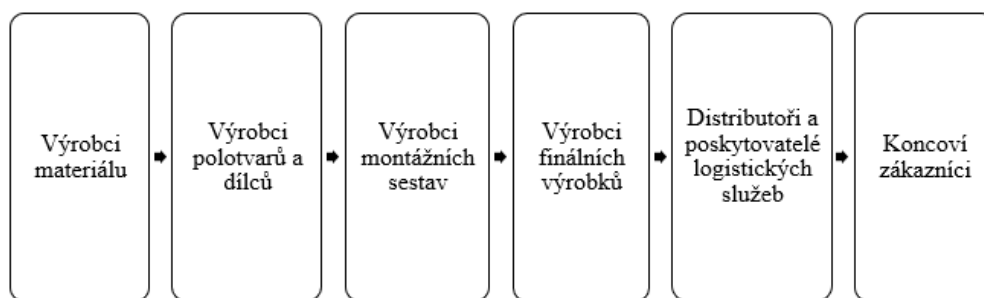 Výrobci
materiálu
Výrobci
polotvarů a
dílců
Výrobci
montážních
sestav
Výrobci
finálních
výrobků
Distributoři a
poskytovatelé
logistických
služeb
Koncoví
zákazníci